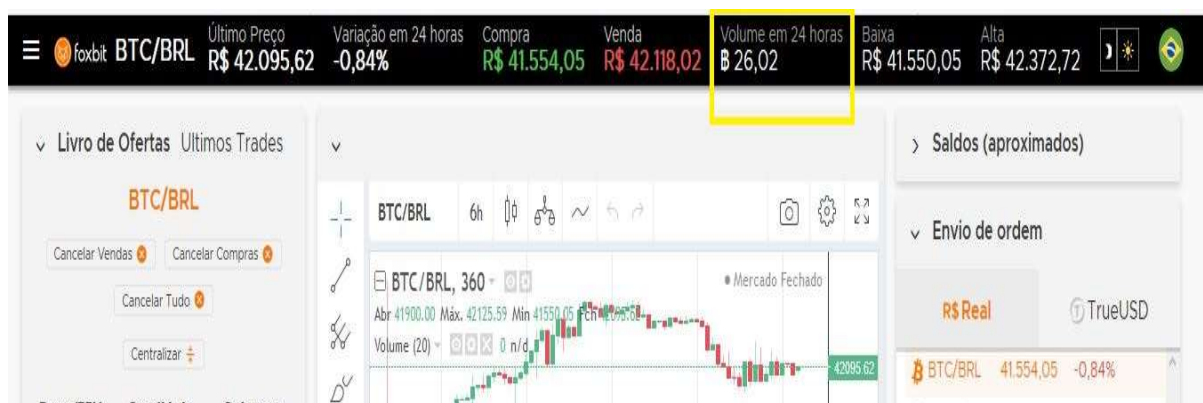 foxbit BTC/BRL
Último Preço
R$ 42.095,62
Variação em 24 horas
-0,84%
Compra
R$ 41.554,05
Venda
R$ 42.118,02
Volume em 24 horas
฿ 26,02
Baixa
R$ 41.550,05
Alta
R$ 42.372,72
Livro de Ofertas Ultimos Trades
BTC/BRL
Cancelar Vendas
Cancelar Compras
Cancelar Tudo
Centralizar
BTC/BRL 6h
BTC/BRL, 360
Mercado Fechado
Abr 41900.00 Máx. 42125.59 Min 41550.05
Volume (20) 0 n/d
42095.62
Saldos (aproximados)
Envio de ordem
R$ Real
TrueUSD
BTC/BRL 41.554,05 -0,84%